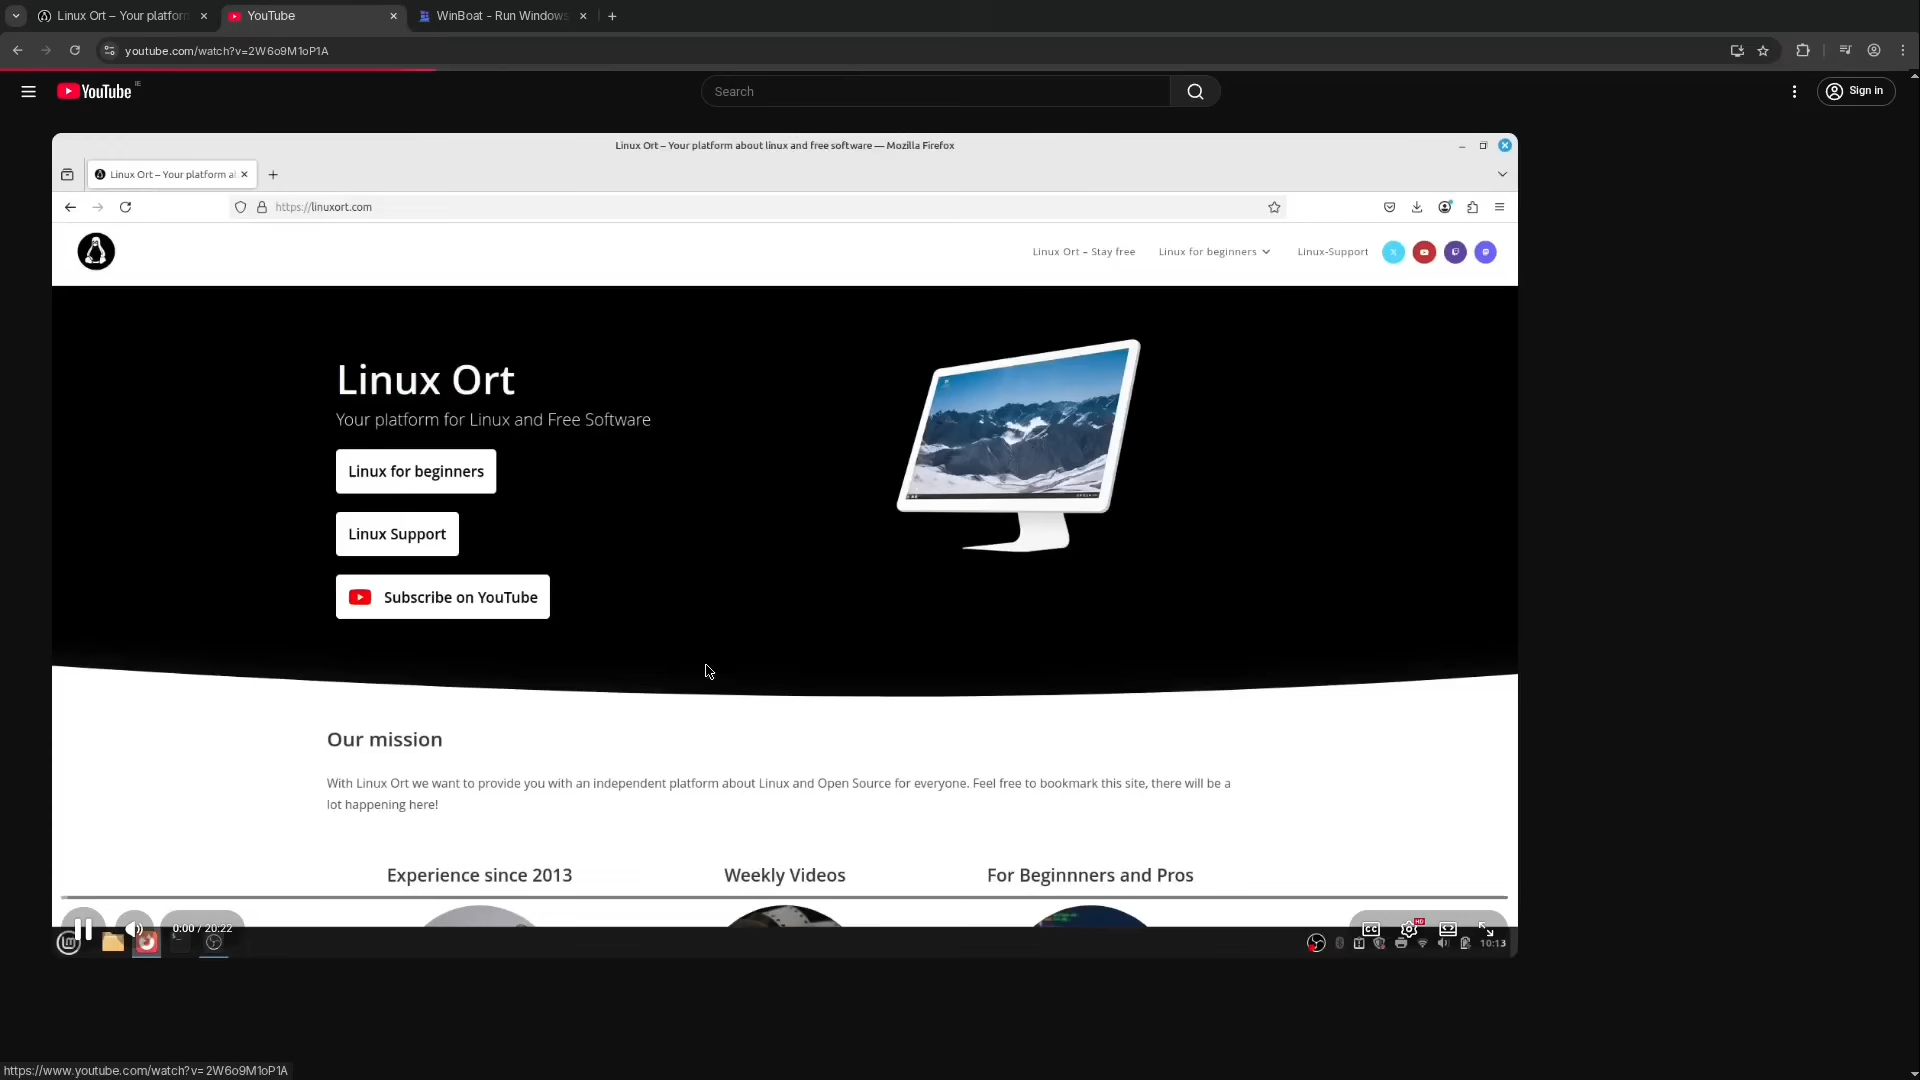 Linux Ort – Your platform
YouTube
WinBoat - Run Windows
youtube.com/watch?v=2W6o9M1oP1A
YouTube IE
Search
Sign in
Linux Ort – Your platform about linux and free software — Mozilla Firefox
Linux Ort – Your platform a
https://linuxort.com
Linux Ort – Stay free
Linux for beginners
Linux-Support
Linux Ort
Your platform for Linux and Free Software
Linux for beginners
Linux Support
Subscribe on YouTube
Our mission
With Linux Ort we want to provide you with an independent platform about Linux and Open Source for everyone. Feel free to bookmark this site, there will be a
lot happening here!
Experience since 2013
Weekly Videos
For Beginnners and Pros
0:00 / 20:22
CC
HD
10:13
https://www.youtube.com/watch?v=2W6o9M1oP1A